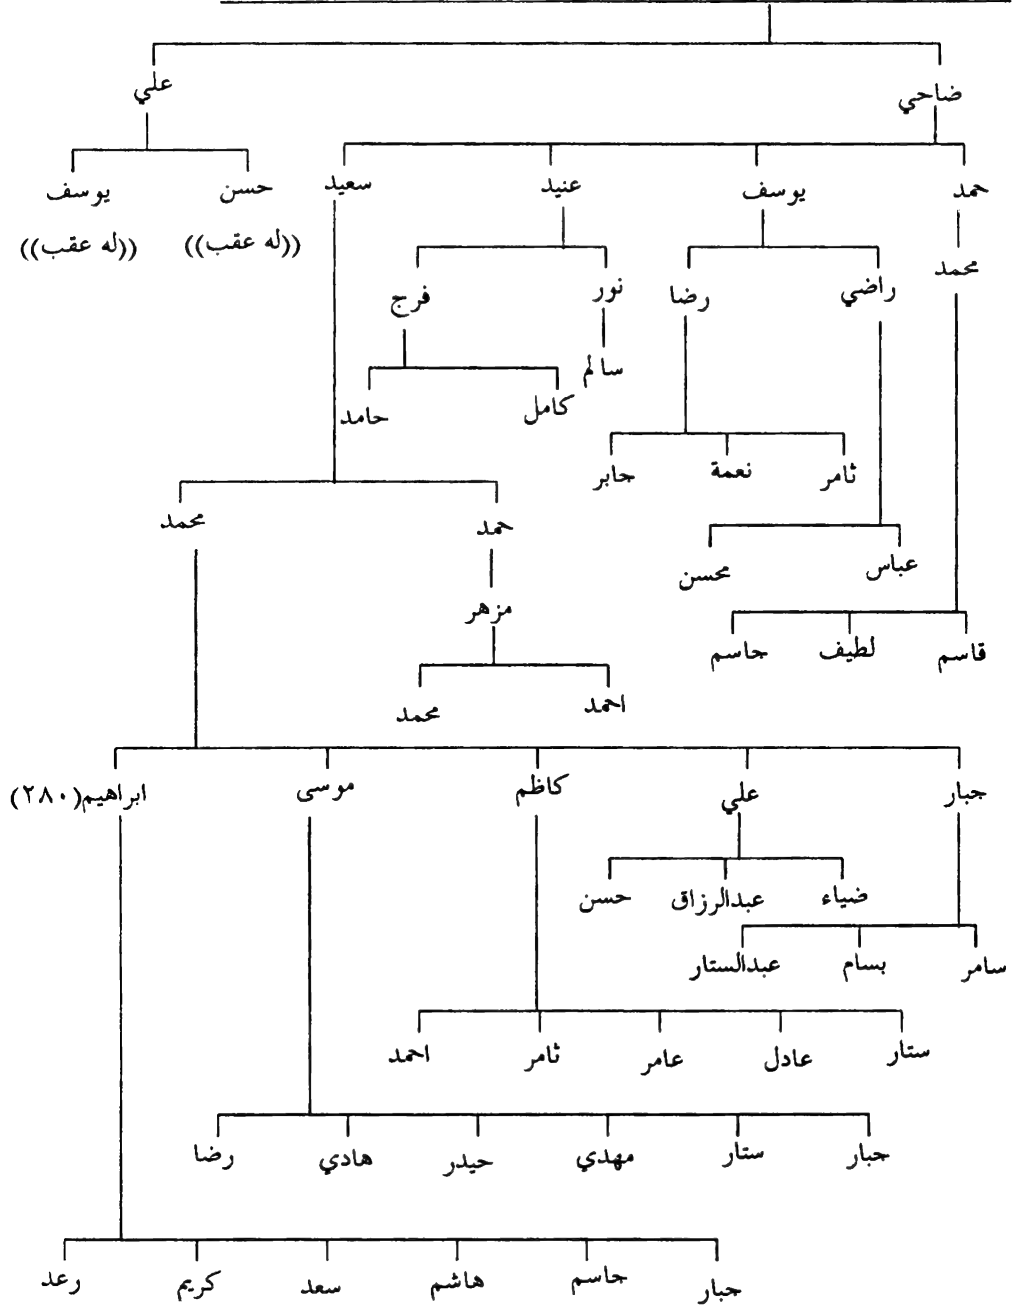 ضاحي علي
حمد يوسف عنيد سعيد حسن يوسف
((له عقب)) ((له عقب))
محمد راضي رضا نور فرج
سالم
كامل حامد
ثامر نعمة جابر
حمد محمد
عباس محسن
مزهر
قاسم لطيف جاسم
احمد محمد
جبار علي كاظم موسى ابراهيم(٢٨٠)
ضياء عبدالرزاق حسن
سامر بسام عبدالستار
ستار عادل عامر ثامر احمد
جبار ستار مهدي حيدر هادي رضا
جبار جاسم هاشم سعد كريم رعد